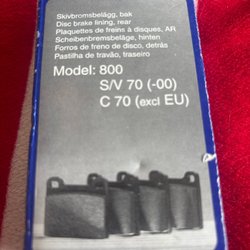 Skivbromsbelägg, bak
Disc brake lining, rear
Plaquettes de freins à disques, AR
Scheibenbremsbeläge, hinten
Forros de freno de disco, detrás
Pastilha de travão, traseiro
Model: 800
S/V 70 (-00)
C 70 (excl EU)